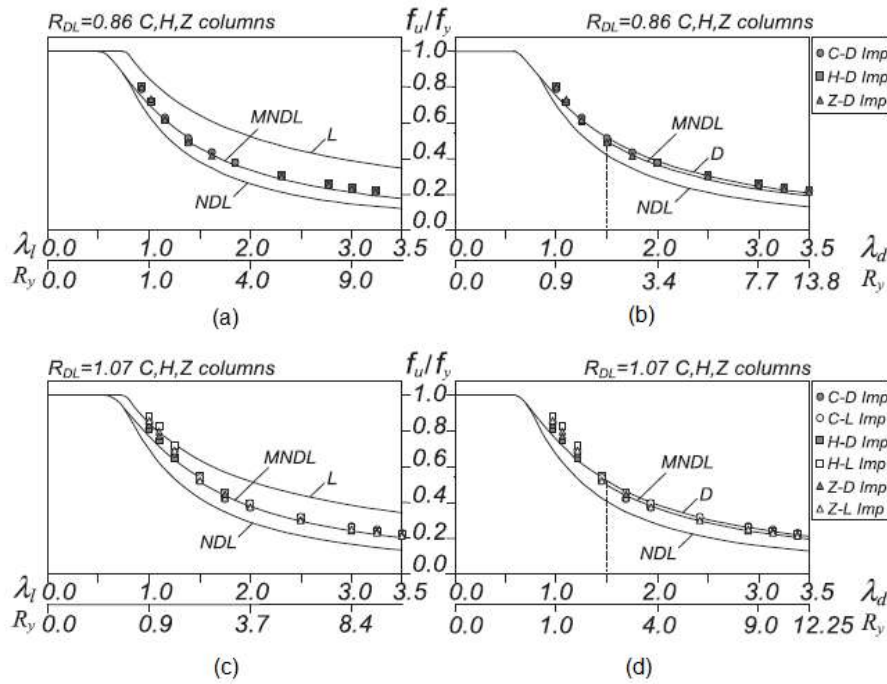 R_DL=0.86 C,H,Z columns
f_u/f_y
R_DL=0.86 C,H,Z columns
1.0
0.8
0.6
0.4
0.2
0.0
MNDL
L
NDL
MNDL
D
NDL
C-D Imp
H-D Imp
Z-D Imp
λ_l 0.0 1.0 2.0 3.0 3.5
R_y 0.0 1.0 4.0 9.0
0.0 1.0 2.0 3.0 3.5 λ_d
0.0 0.9 3.4 7.7 13.8 R_y
(a)
(b)
R_DL=1.07 C,H,Z columns
f_u/f_y
R_DL=1.07 C,H,Z columns
1.0
0.8
0.6
0.4
0.2
0.0
MNDL
L
NDL
MNDL
D
NDL
C-D Imp
C-L Imp
H-D Imp
H-L Imp
Z-D Imp
Z-L Imp
λ_l 0.0 1.0 2.0 3.0 3.5
R_y 0.0 0.9 3.7 8.4
0.0 1.0 2.0 3.0 3.5 λ_d
0.0 1.0 4.0 9.0 12.25 R_y
(c)
(d)